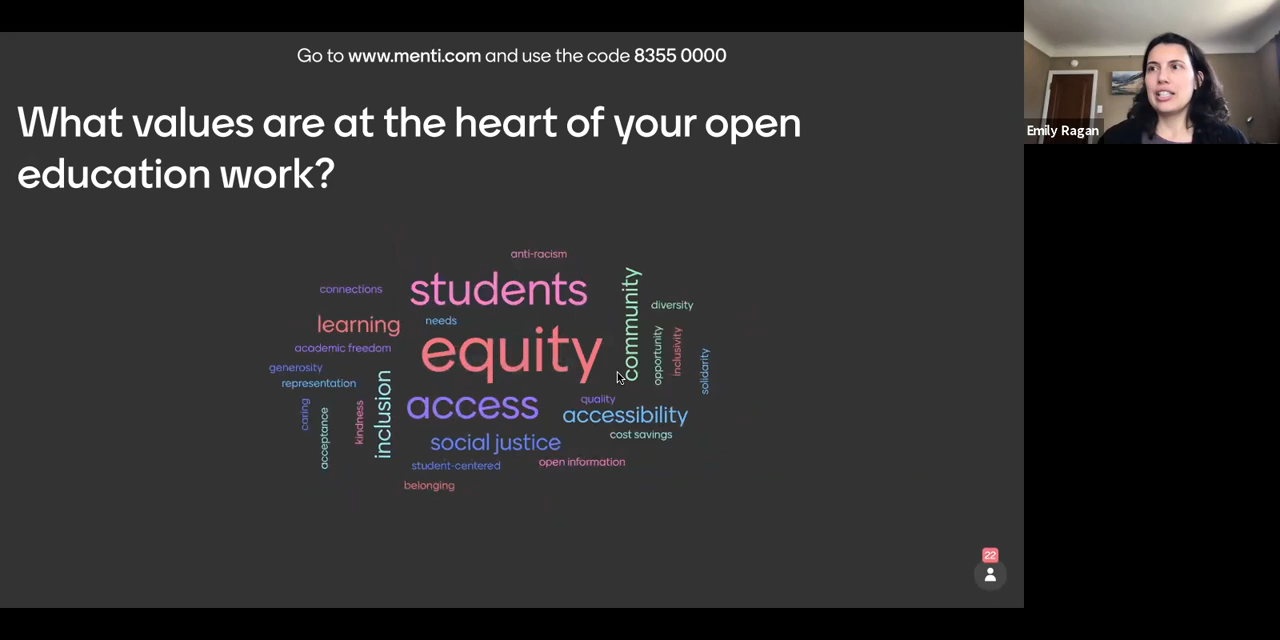 Go to www.menti.com and use the code 8355 0000
What values are at the heart of your open
education work?
anti-racism
students
community
connections
diversity
learning
needs
equity
opportunity
inclusivity
academic freedom
solidarity
generosity
representation
inclusion
access
quality
caring
acceptance
kindness
accessibility
cost savings
social justice
student-centered
open information
belonging
22
Emily Ragan